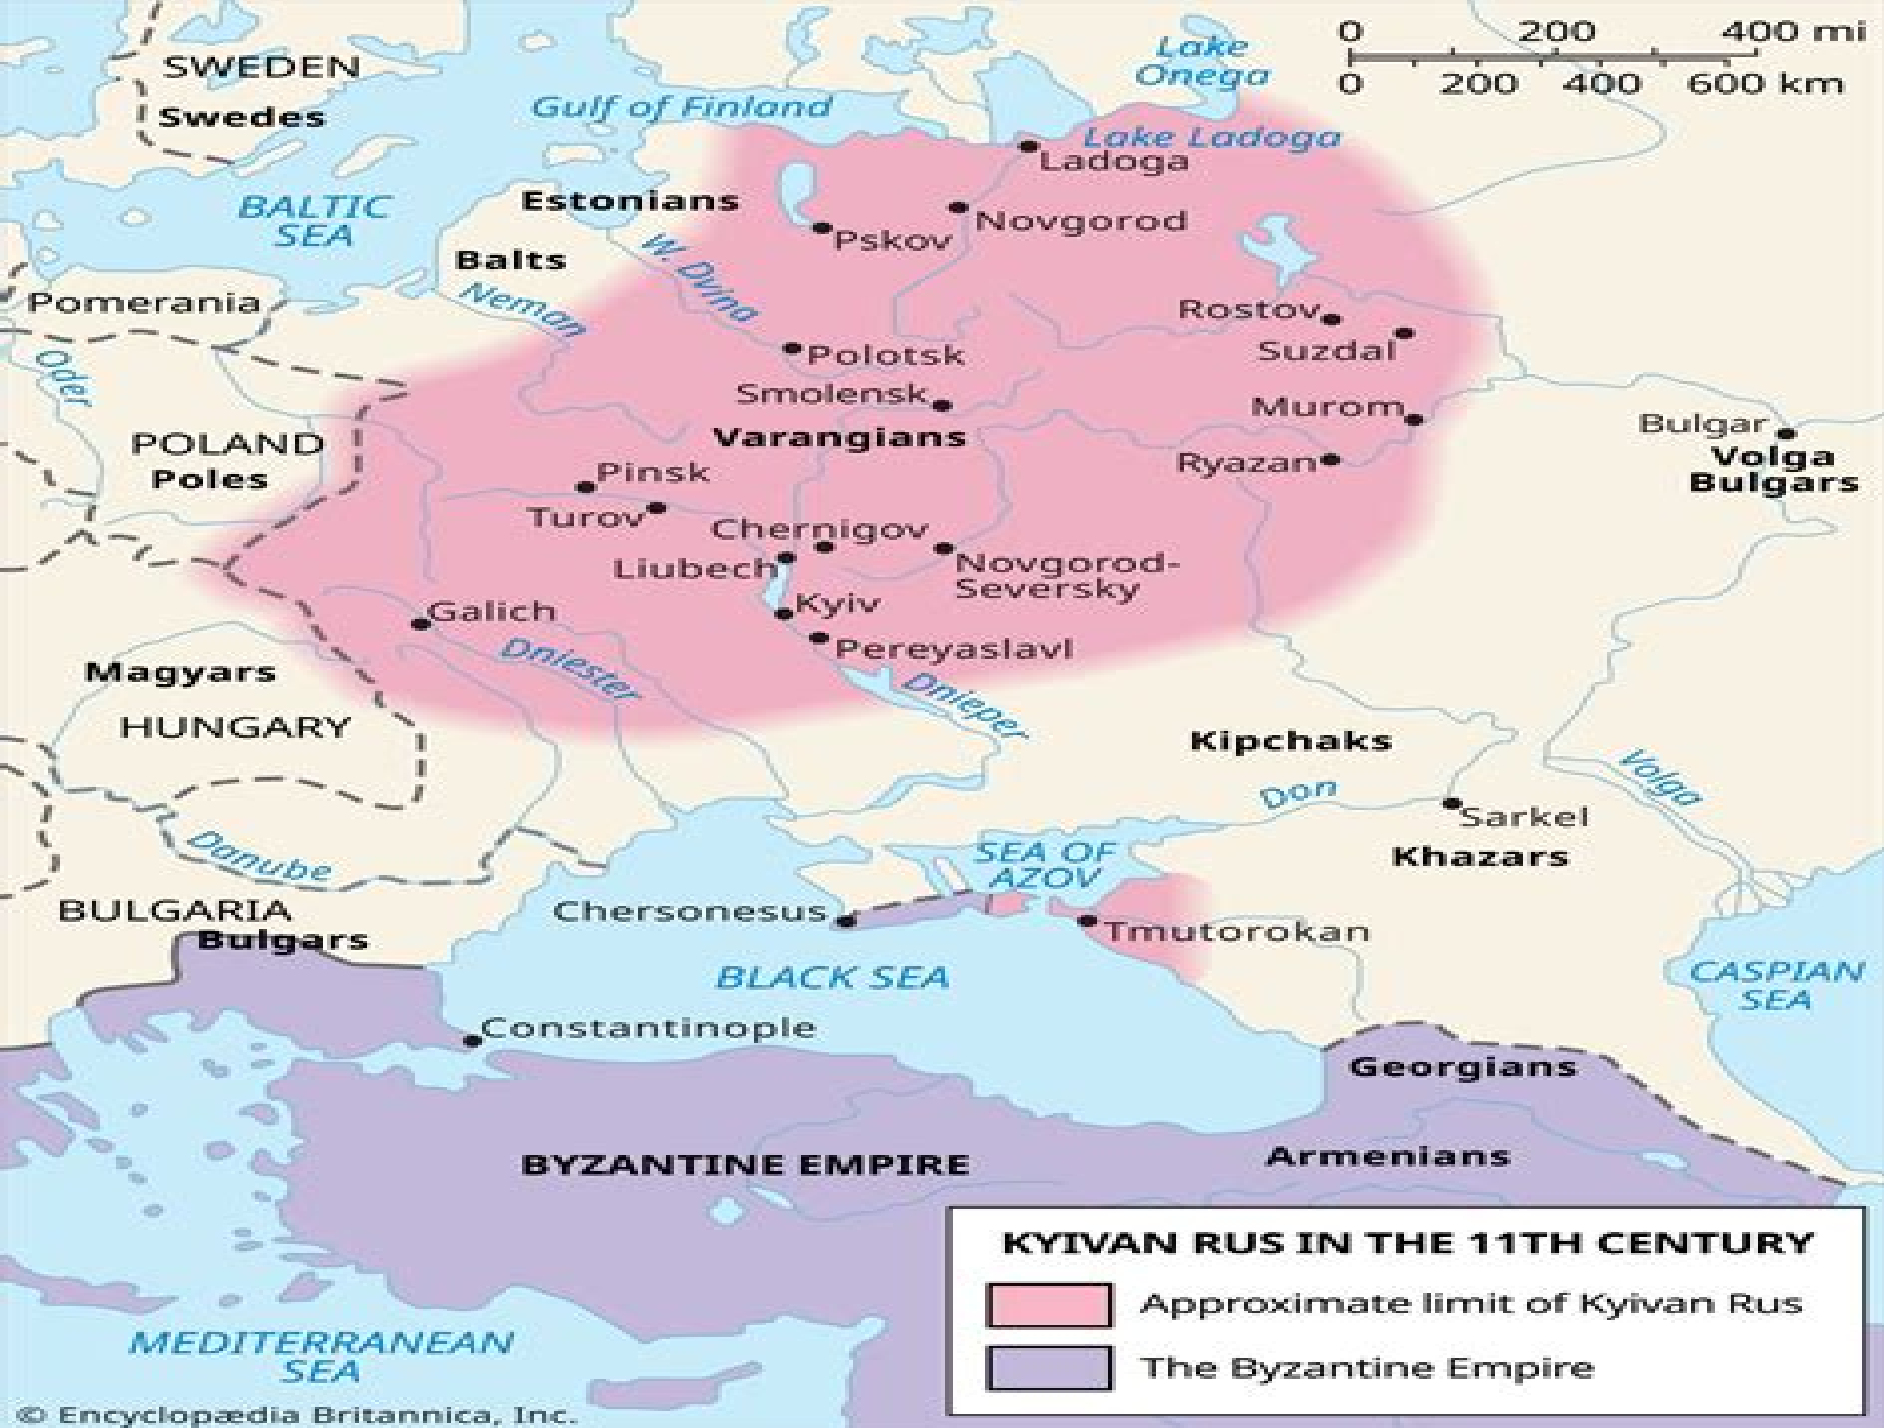 0 200 400 mi
0 200 400 600 km
SWEDEN
Swedes
Gulf of Finland
Lake
Onega
Lake Ladoga
Ladoga
BALTIC
SEA
Estonians
Balts
Pskov
Novgorod
W. Dvina
Neman
Pomerania
Oder
Rostov
Suzdal
Polotsk
Smolensk
Murom
Varangians
POLAND
Poles
Bulgar
Volga
Bulgars
Ryazan
Pinsk
Turov
Chernigov
Liubech
Novgorod-
Seversky
Galich
Kyiv
Pereyaslavl
Dniester
Dnieper
Magyars
HUNGARY
Kipchaks
Don
Volga
Sarkel
Khazars
Danube
SEA OF
AZOV
BULGARIA
Bulgars
Chersonesus
Tmutorokan
BLACK SEA
CASPIAN
SEA
Constantinople
Georgians
BYZANTINE EMPIRE
Armenians
MEDITERRANEAN
SEA
KYIVAN RUS IN THE 11TH CENTURY
Approximate limit of Kyivan Rus
The Byzantine Empire
© Encyclopædia Britannica, Inc.